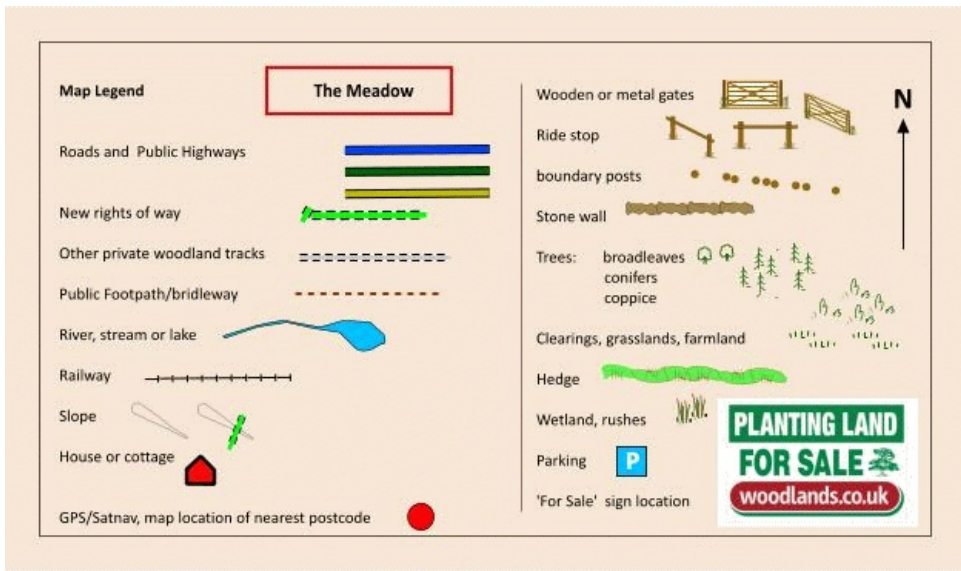 Map Legend
The Meadow
Roads and Public Highways
New rights of way
Other private woodland tracks
Public Footpath/bridleway
River, stream or lake
Railway
Slope
House or cottage
GPS/Satnav, map location of nearest postcode
Wooden or metal gates
N
Ride stop
boundary posts
Stone wall
Trees: broadleaves
conifers
coppice
Clearings, grasslands, farmland
Hedge
Wetland, rushes
Parking P
'For Sale' sign location
PLANTING LAND
FOR SALE
woodlands.co.uk